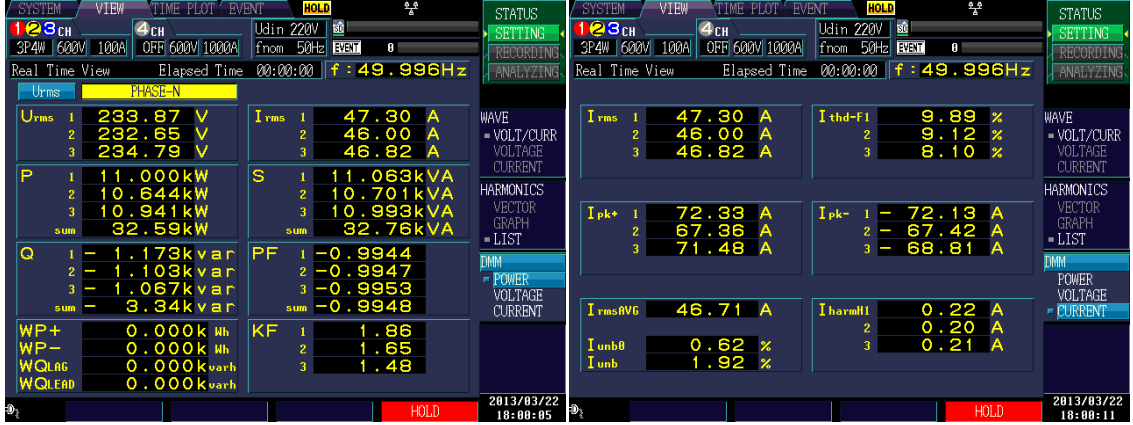 SYSTEM VIEW TIME PLOT EVENT HOLD
1 2 3 CH 4 CH Udin 220V SD
3P4W 600V 100A OFF 600V 1000A fnom 50Hz EVENT 0
Real Time View Elapsed Time 00:00:00 f:49.996Hz
Urms PHASE-N
Urms 1 233.87 V
2 232.65 V
3 234.79 V
Irms 1 47.30 A
2 46.00 A
3 46.82 A
P 1 11.000kW
2 10.644kW
3 10.941kW
sum 32.59kW
S 1 11.063kVA
2 10.701kVA
3 10.993kVA
sum 32.76kVA
Q 1 - 1.173kvar
2 - 1.103kvar
3 - 1.067kvar
sum - 3.34kvar
PF 1 -0.9944
2 -0.9947
3 -0.9953
sum -0.9948
WP+ 0.000k Wh
WP- 0.000k Wh
WQLAG 0.000k varh
WQLEAD 0.000k varh
KF 1 1.86
2 1.65
3 1.48
STATUS
SETTING
RECORDING
ANALYZING
WAVE
VOLT/CURR
VOLTAGE
CURRENT
HARMONICS
VECTOR
GRAPH
LIST
DMM
POWER
VOLTAGE
CURRENT
HOLD
2013/03/22
18:00:05
SYSTEM VIEW TIME PLOT EVENT HOLD
1 2 3 CH 4 CH Udin 220V SD
3P4W 600V 100A OFF 600V 1000A fnom 50Hz EVENT 0
Real Time View Elapsed Time 00:00:00 f:49.996Hz
Irms 1 47.30 A
2 46.00 A
3 46.82 A
Ithd-F1 9.89 %
2 9.12 %
3 8.10 %
Ipk+ 1 72.33 A
2 67.36 A
3 71.48 A
Ipk- 1 - 72.13 A
2 - 67.42 A
3 - 68.81 A
IrmsAVG 46.71 A
Iunb0 0.62 %
Iunb 1.92 %
IharmH1 0.22 A
2 0.20 A
3 0.21 A
STATUS
SETTING
RECORDING
ANALYZING
WAVE
VOLT/CURR
VOLTAGE
CURRENT
HARMONICS
VECTOR
GRAPH
LIST
DMM
POWER
VOLTAGE
CURRENT
HOLD
2013/03/22
18:00:11